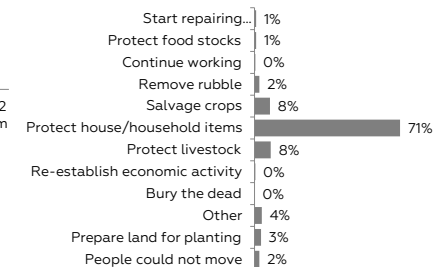 Start repairing... 1%
Protect food stocks 1%
Continue working 0%
Remove rubble 2%
Salvage crops 8%
2
m
Protect house/household items 71%
Protect livestock 8%
Re-establish economic activity 0%
Bury the dead 0%
Other 4%
Prepare land for planting 3%
People could not move 2%